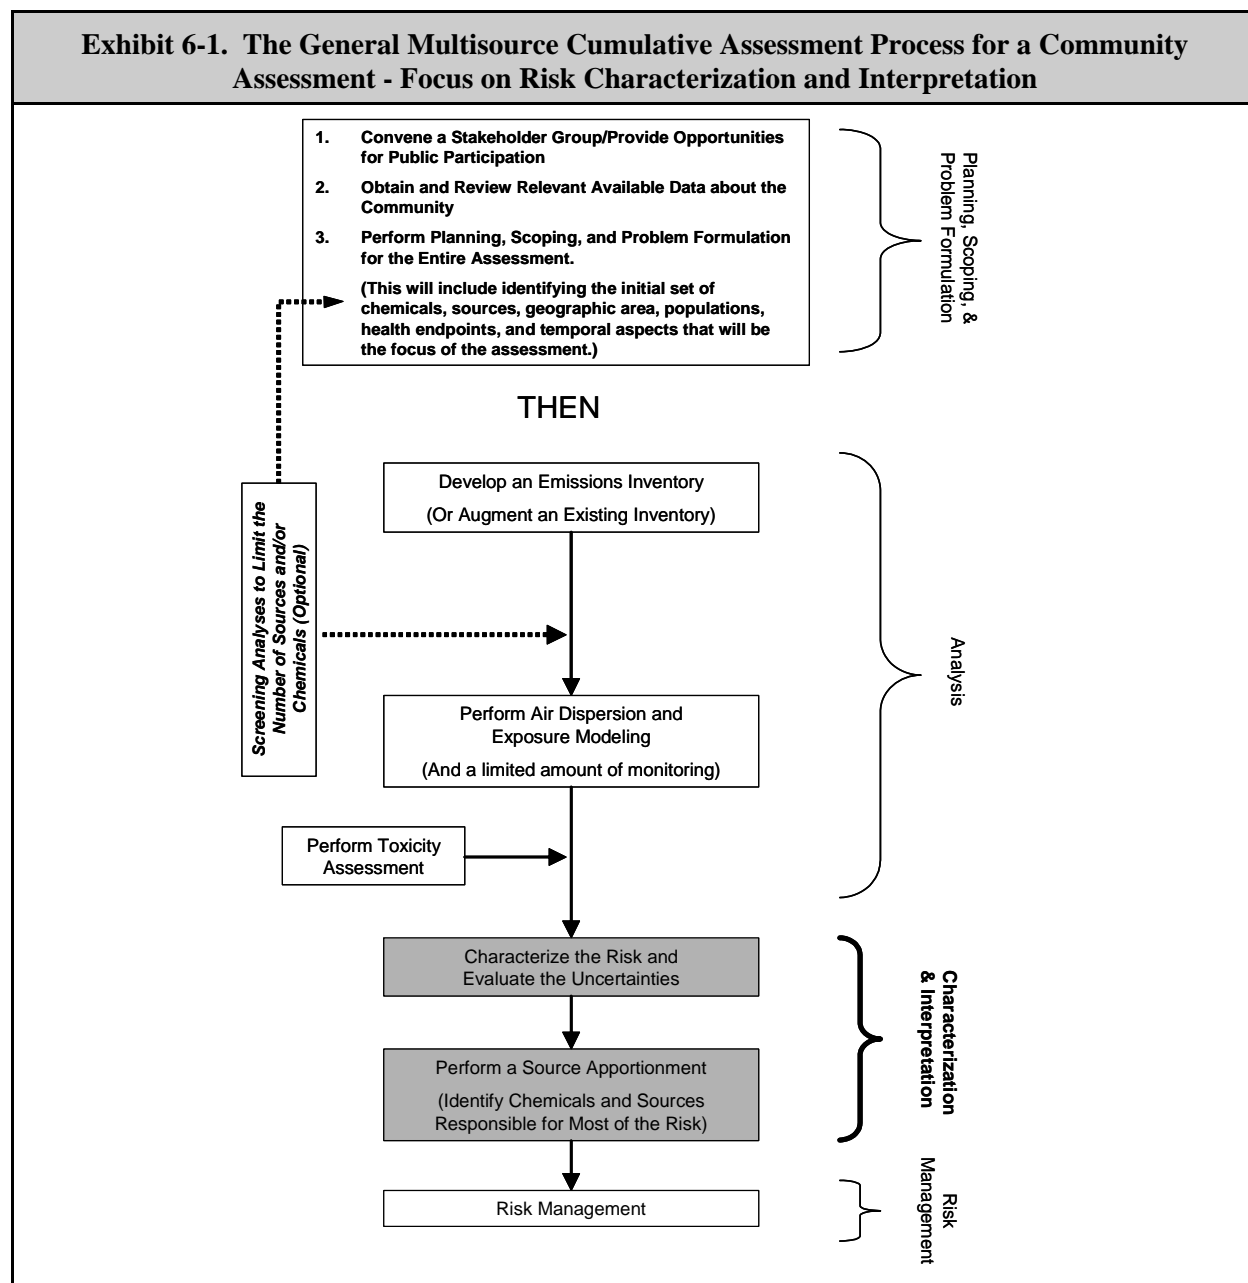 Exhibit 6-1. The General Multisource Cumulative Assessment Process for a Community
Assessment - Focus on Risk Characterization and Interpretation
1. Convene a Stakeholder Group/Provide Opportunities
for Public Participation
2. Obtain and Review Relevant Available Data about the
Community
3. Perform Planning, Scoping, and Problem Formulation
for the Entire Assessment.
(This will include identifying the initial set of
chemicals, sources, geographic area, populations,
health endpoints, and temporal aspects that will be
the focus of the assessment.)
Planning, Scoping, &
Problem Formulation
THEN
Develop an Emissions Inventory
(Or Augment an Existing Inventory)
Screening Analyses to Limit the
Number of Sources and/or
Chemicals (Optional)
Analysis
Perform Air Dispersion and
Exposure Modeling
(And a limited amount of monitoring)
Perform Toxicity
Assessment
Characterize the Risk and
Evaluate the Uncertainties
Characterization
& Interpretation
Perform a Source Apportionment
(Identify Chemicals and Sources
Responsible for Most of the Risk)
Risk Management
Risk
Management